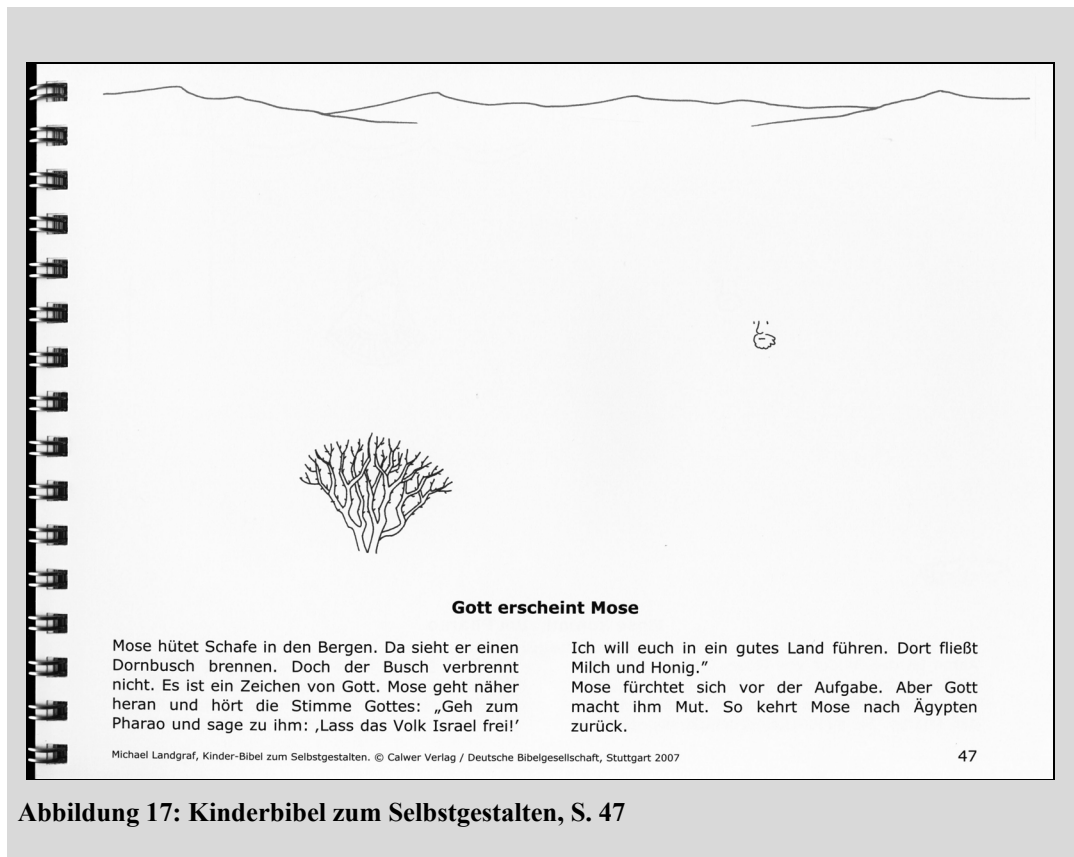 Gott erscheint Mose
Mose hütet Schafe in den Bergen. Da sieht er einen
Dornbusch brennen. Doch der Busch verbrennt
nicht. Es ist ein Zeichen von Gott. Mose geht näher
heran und hört die Stimme Gottes: „Geh zum
Pharao und sage zu ihm: ‚Lass das Volk Israel frei!’
Ich will euch in ein gutes Land führen. Dort fließt
Milch und Honig.”
Mose fürchtet sich vor der Aufgabe. Aber Gott
macht ihm Mut. So kehrt Mose nach Ägypten
zurück.
Michael Landgraf, Kinder-Bibel zum Selbstgestalten. © Calwer Verlag / Deutsche Bibelgesellschaft, Stuttgart 2007
47
Abbildung 17: Kinderbibel zum Selbstgestalten, S. 47